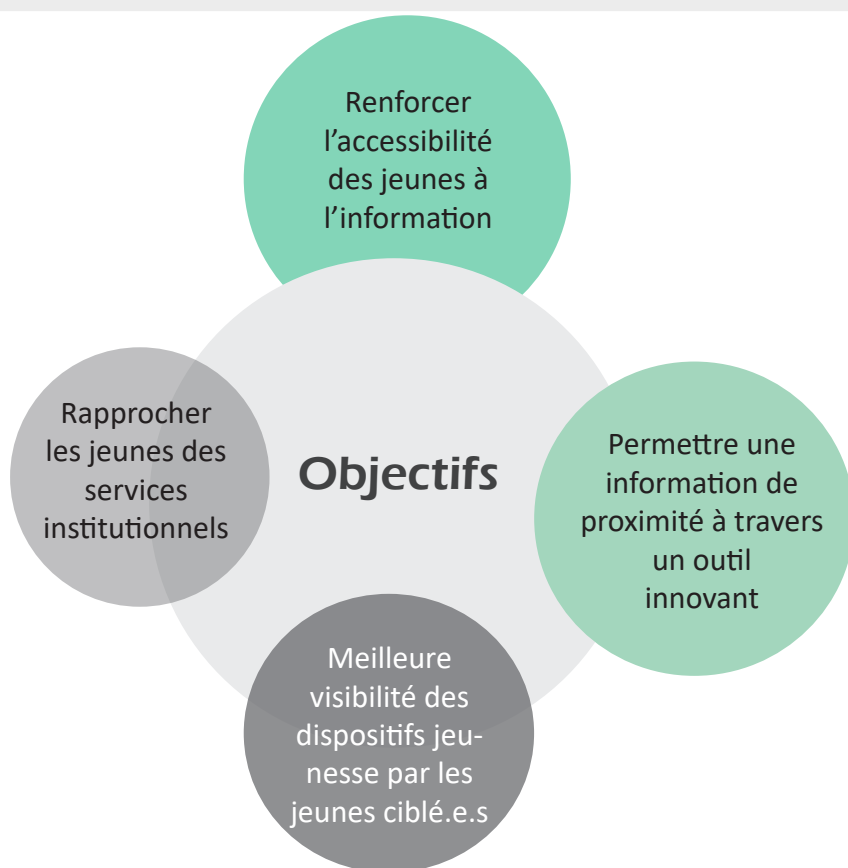 Renforcer
l’accessibilité
des jeunes à
l’information
Rapprocher
les jeunes des
services
institutionnels
Objectifs
Permettre une
information de
proximité à travers
un outil
innovant
Meilleure
visibilité des
dispositifs jeu-
nesse par les
jeunes ciblé.e.s